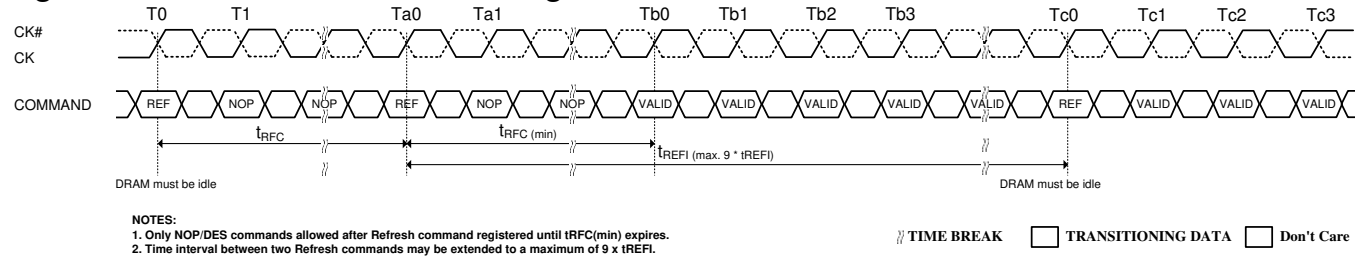 T0 T1 Ta0 Ta1 Tb0 Tb1 Tb2 Tb3 Tc0 Tc1 Tc2 Tc3
CK#
CK
COMMAND REF NOP NOP REF NOP NOP VALID VALID VALID VALID VALID REF VALID VALID VALID
tRFC tRFC (min)
tREFI (max. 9 * tREFI)
DRAM must be idle DRAM must be idle
NOTES:
1. Only NOP/DES commands allowed after Refresh command registered until tRFC(min) expires.
2. Time interval between two Refresh commands may be extended to a maximum of 9 x tREFI.
TIME BREAK TRANSITIONING DATA Don't Care